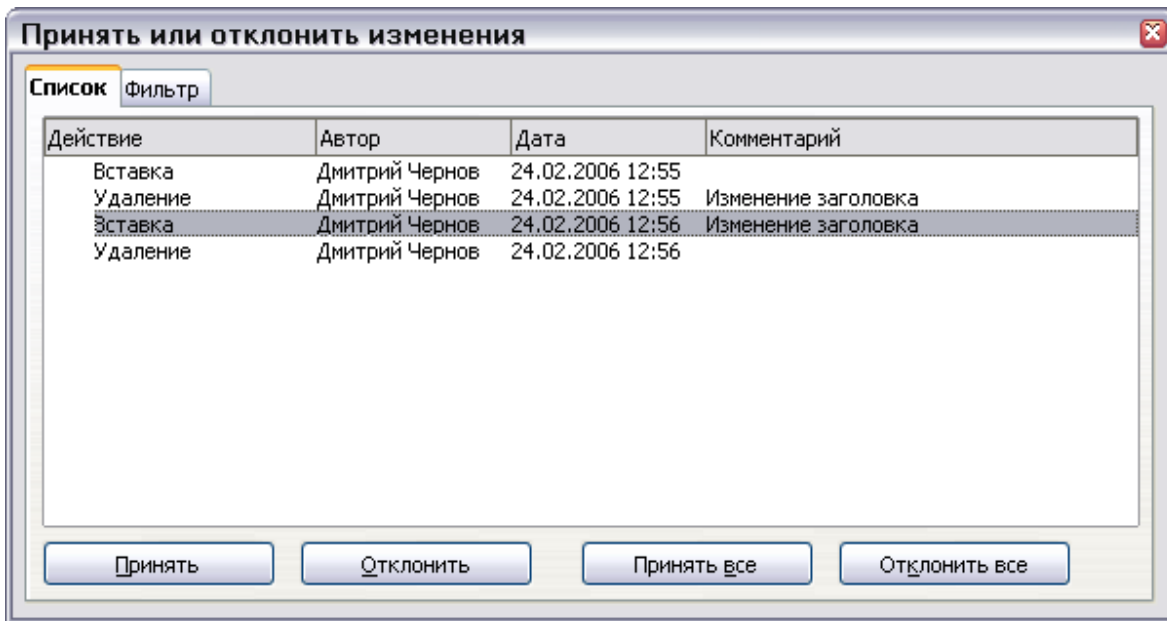 Принять или отклонить изменения
Список Фильтр
Действие Автор Дата Комментарий
Вставка Дмитрий Чернов 24.02.2006 12:55
Удаление Дмитрий Чернов 24.02.2006 12:55 Изменение заголовка
Вставка Дмитрий Чернов 24.02.2006 12:56 Изменение заголовка
Удаление Дмитрий Чернов 24.02.2006 12:56
Принять Отклонить Принять все Отклонить все